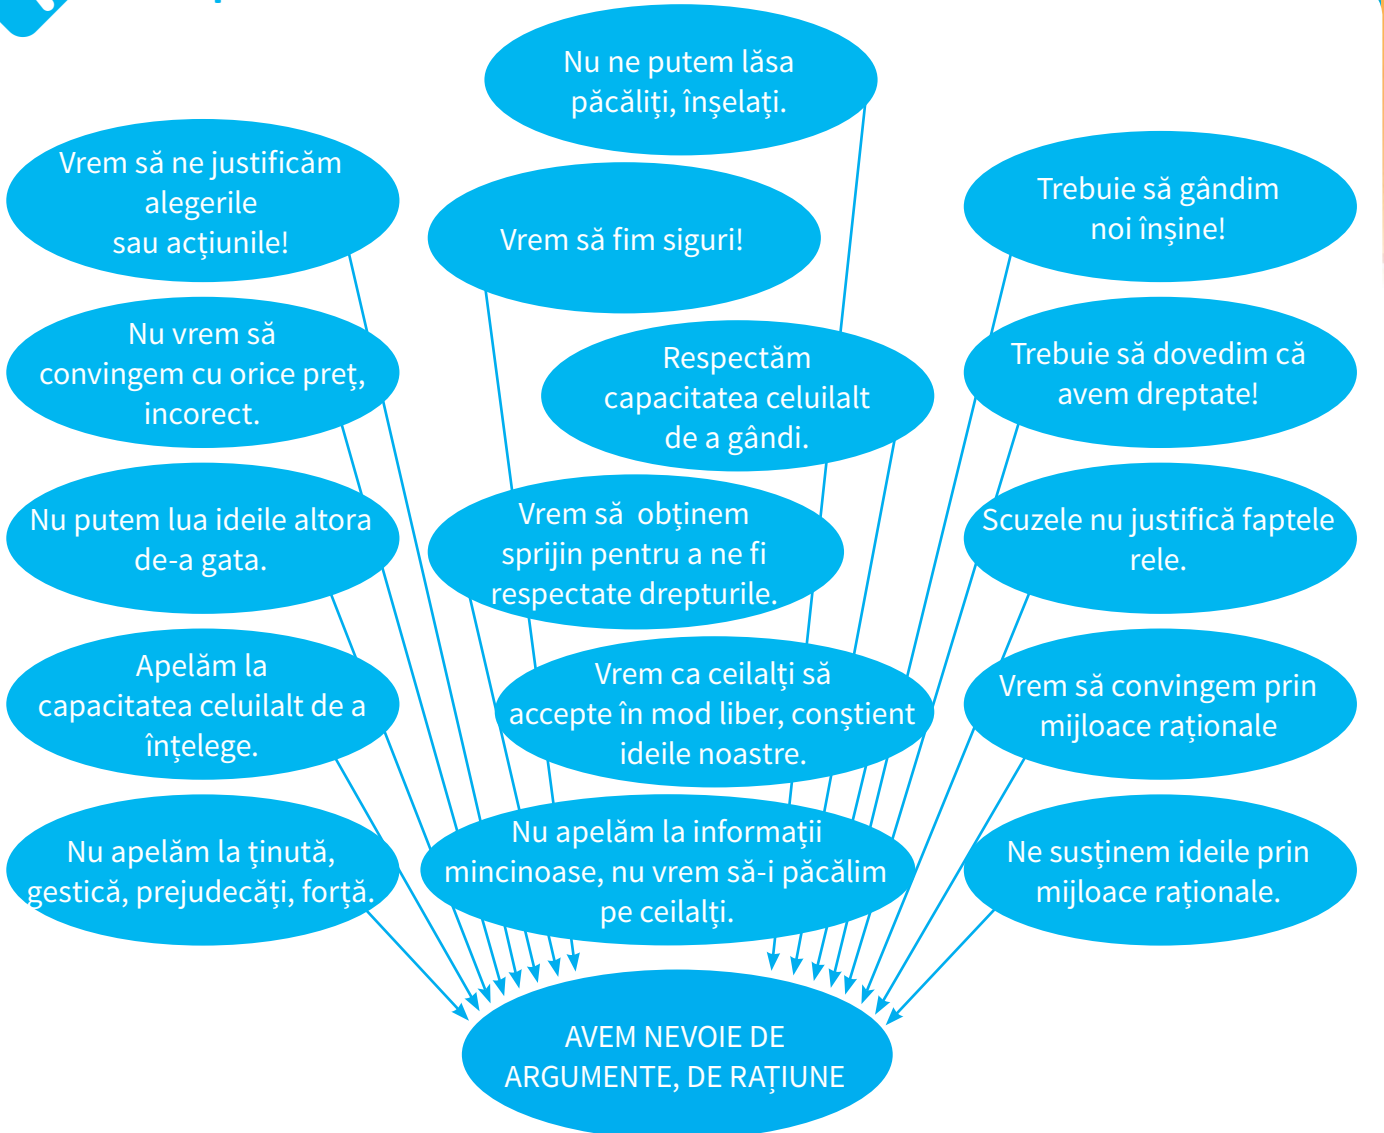 Nu ne putem lăsa
păcăliți, înșelați.
Vrem să ne justificăm
alegerile
sau acțiunile!
Vrem să fim siguri!
Trebuie să gândim
noi înșine!
Nu vrem să
convingem cu orice preț,
incorect.
Respectăm
capacitatea celuilalt
de a gândi.
Trebuie să dovedim că
avem dreptate!
Nu putem lua ideile altora
de-a gata.
Vrem să obținem
sprijin pentru a ne fi
respectate drepturile.
Scuzele nu justifică faptele
rele.
Apelăm la
capacitatea celuilalt de a
înțelege.
Vrem ca ceilalți să
accepte în mod liber, conștient
ideile noastre.
Vrem să convingem prin
mijloace raționale
Nu apelăm la ținută,
gestică, prejudecăți, forță.
Nu apelăm la informații
mincinoase, nu vrem să-i păcălim
pe ceilalți.
Ne susținem ideile prin
mijloace raționale.
AVEM NEVOIE DE
ARGUMENTE, DE RAȚIUNE